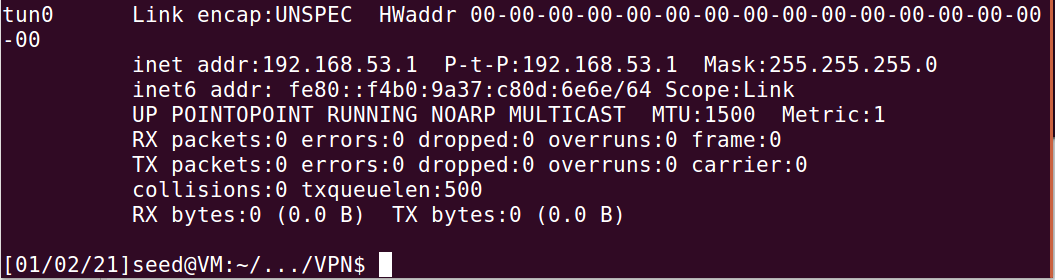 tun0      Link encap:UNSPEC  HWaddr 00-00-00-00-00-00-00-00-00-00-00-00-00-00-00
-00
          inet addr:192.168.53.1  P-t-P:192.168.53.1  Mask:255.255.255.0
          inet6 addr: fe80::f4b0:9a37:c80d:6e6e/64 Scope:Link
          UP POINTOPOINT RUNNING NOARP MULTICAST  MTU:1500  Metric:1
          RX packets:0 errors:0 dropped:0 overruns:0 frame:0
          TX packets:0 errors:0 dropped:0 overruns:0 carrier:0
          collisions:0 txqueuelen:500
          RX bytes:0 (0.0 B)  TX bytes:0 (0.0 B)
[01/02/21]seed@VM:~/.../VPN$